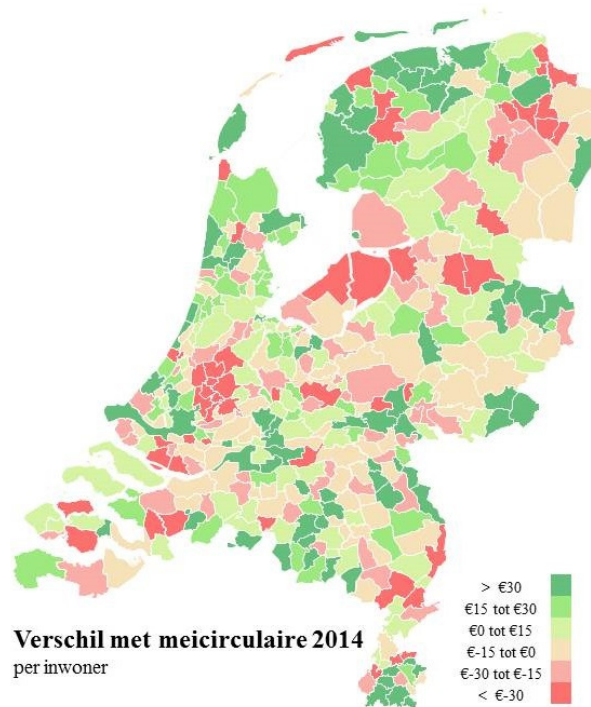 > €30
€15 tot €30
€0 tot €15
€-15 tot €0
€-30 tot €-15
< €-30
Verschil met meicirculaire 2014
per inwoner